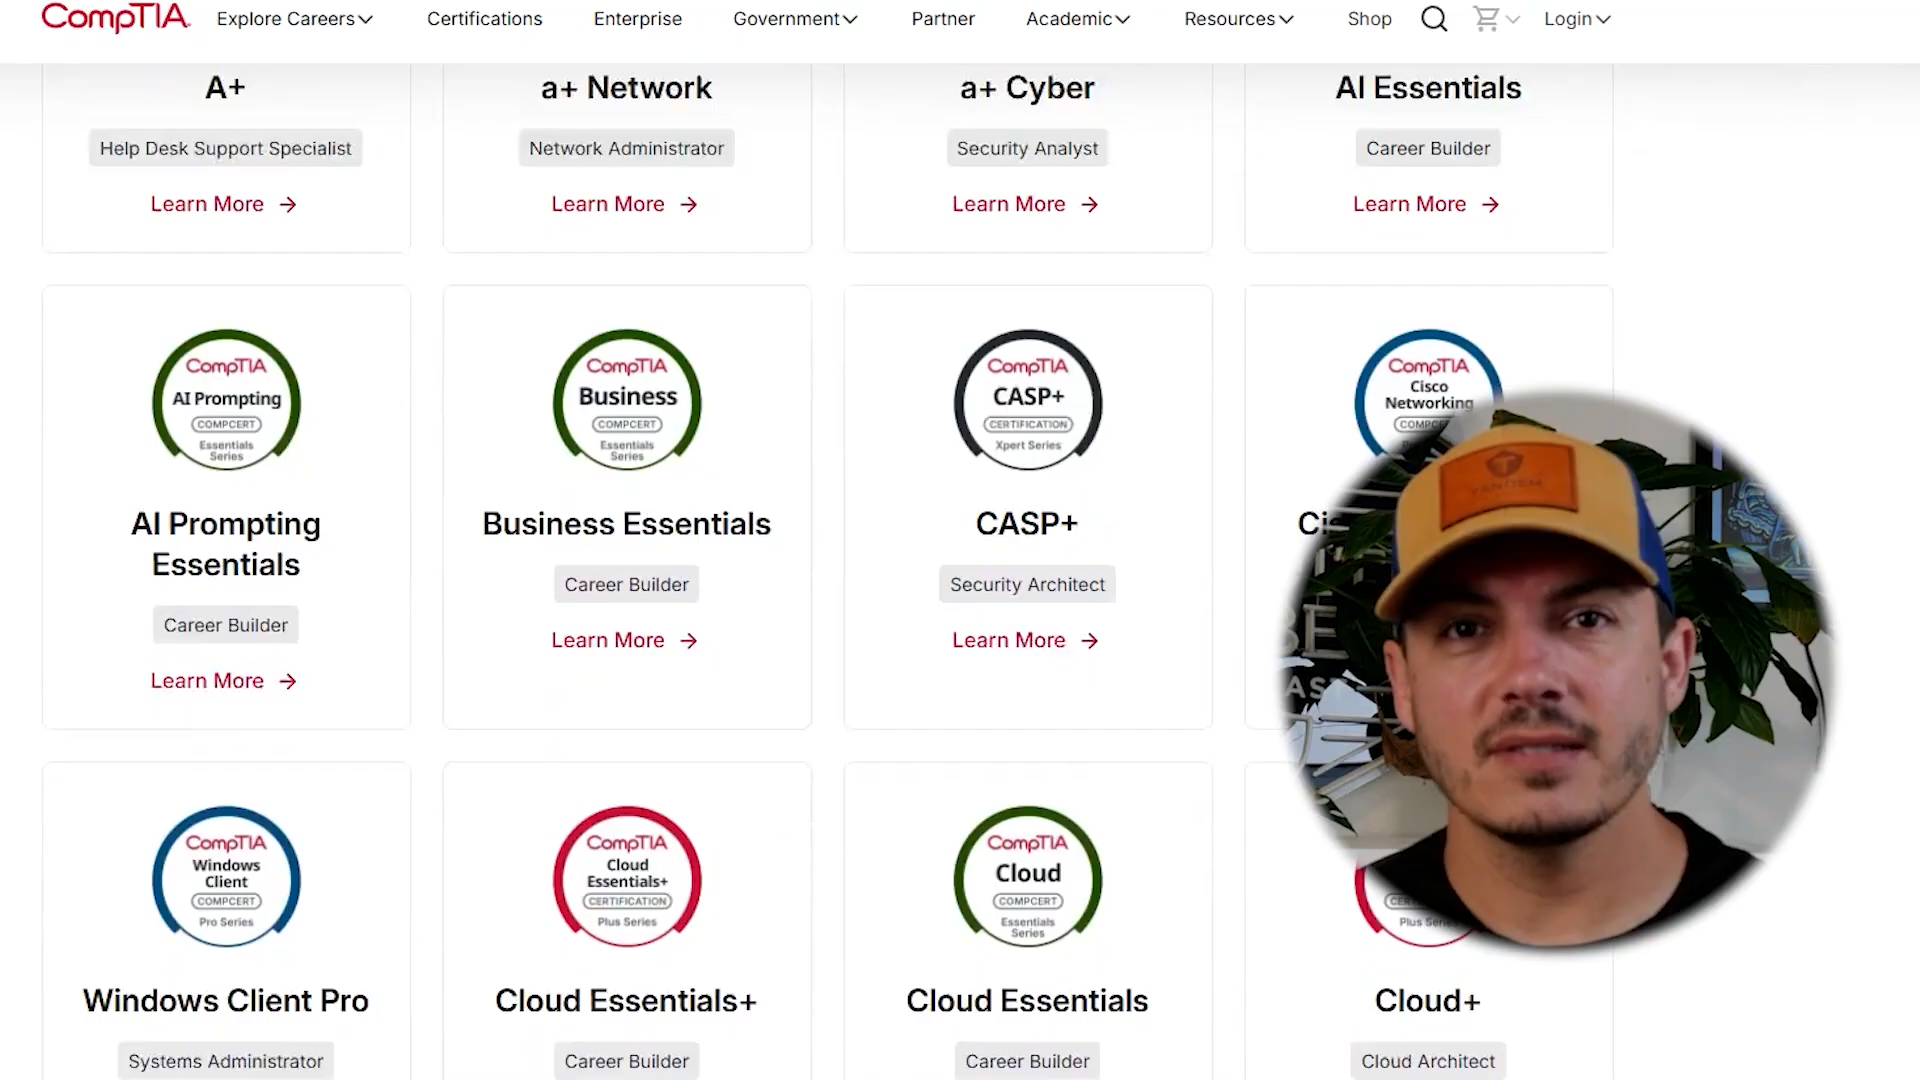 CompTIA. Explore Careers Certifications Enterprise Government Partner Academic Resources Shop Login
A+ a+ Network a+ Cyber AI Essentials
Help Desk Support Specialist Network Administrator Security Analyst Career Builder
Learn More → Learn More → Learn More → Learn More →
CompTIA
AI Prompting
COMPCERT
Essentials
Series
AI Prompting
Essentials
Career Builder
Learn More →
CompTIA
Business
COMPCERT
Essentials
Series
Business Essentials
Career Builder
Learn More →
CompTIA
CASP+
CERTIFICATION
Xpert Series
CASP+
Security Architect
Learn More →
CompTIA
Cisco
Networking
CompTIA
Windows
Client
COMPCERT
Pro Series
Windows Client Pro
Systems Administrator
CompTIA
Cloud
Essentials+
CERTIFICATION
Plus Series
Cloud Essentials+
Career Builder
CompTIA
Cloud
COMPCERT
Essentials
Series
Cloud Essentials
Career Builder
Plus
Cloud+
Cloud Architect